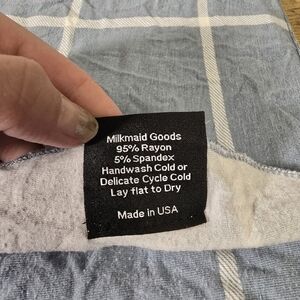 Milkmaid Goods
95% Rayon
5% Spandex
Handwash Cold or
Delicate Cycle Cold
Lay flat to Dry
Made in USA